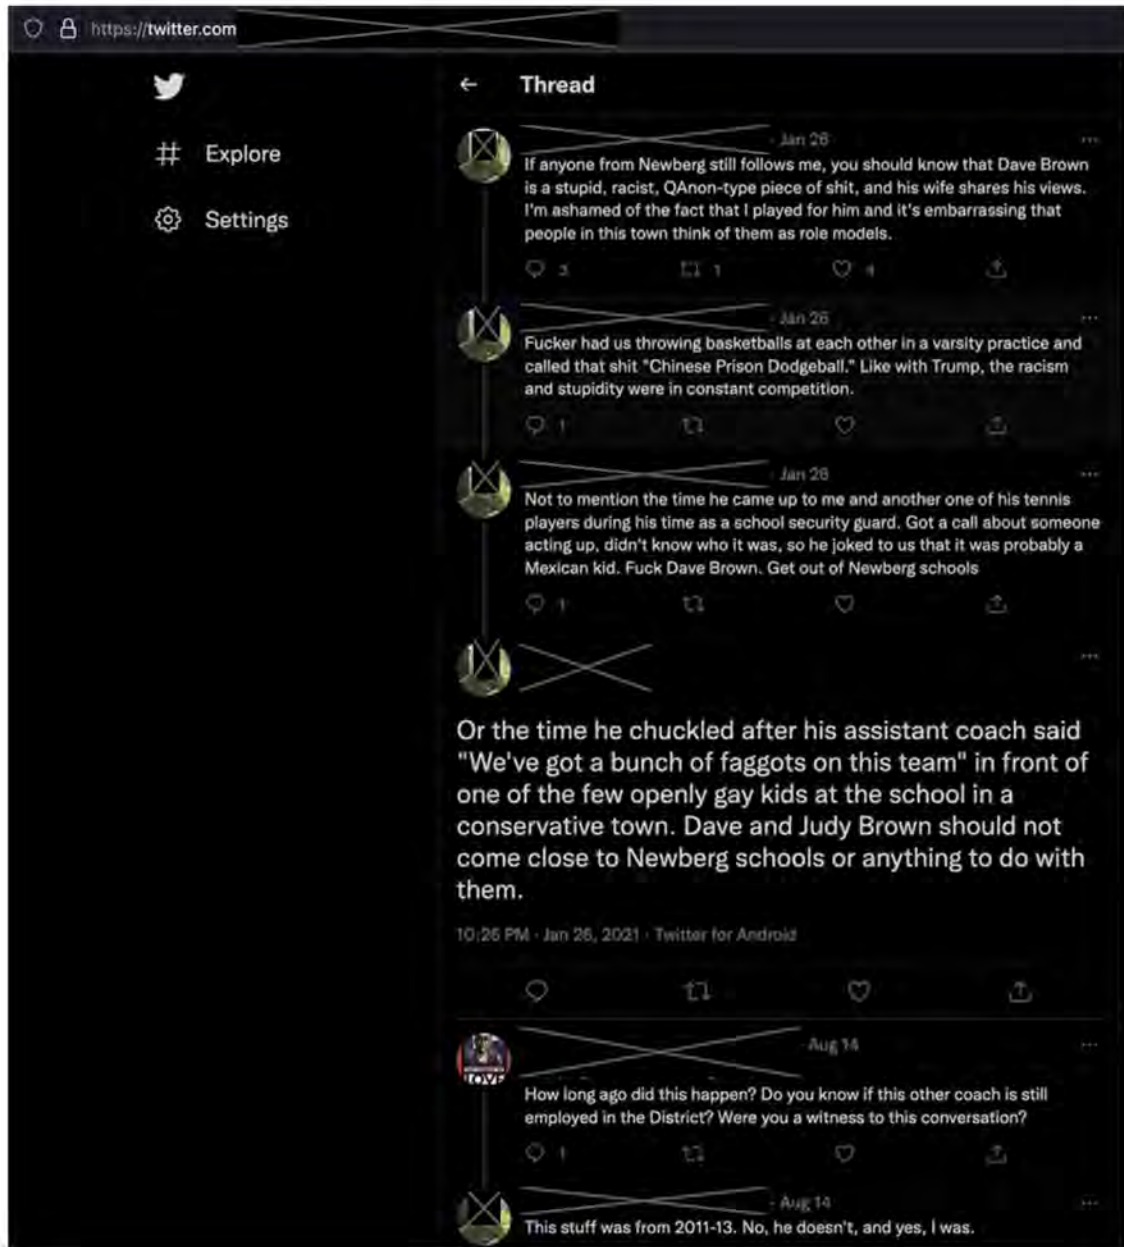 https://twitter.com
Thread
Explore
Settings
Jan 26
If anyone from Newberg still follows me, you should know that Dave Brown
is a stupid, racist, QAnon-type piece of shit, and his wife shares his views.
I'm ashamed of the fact that I played for him and it's embarrassing that
people in this town think of them as role models.
3 1 4
Jan 26
Fucker had us throwing basketballs at each other in a varsity practice and
called that shit "Chinese Prison Dodgeball." Like with Trump, the racism
and stupidity were in constant competition.
1
Jan 26
Not to mention the time he came up to me and another one of his tennis
players during his time as a school security guard. Got a call about someone
acting up, didn't know who it was, so he joked to us that it was probably a
Mexican kid. Fuck Dave Brown. Get out of Newberg schools
1
Or the time he chuckled after his assistant coach said
"We've got a bunch of faggots on this team" in front of
one of the few openly gay kids at the school in a
conservative town. Dave and Judy Brown should not
come close to Newberg schools or anything to do with
them.
10:26 PM · Jan 26, 2021 · Twitter for Android
Aug 14
LOVE
How long ago did this happen? Do you know if this other coach is still
employed in the District? Were you a witness to this conversation?
1
Aug 14
This stuff was from 2011-13. No, he doesn't, and yes, I was.